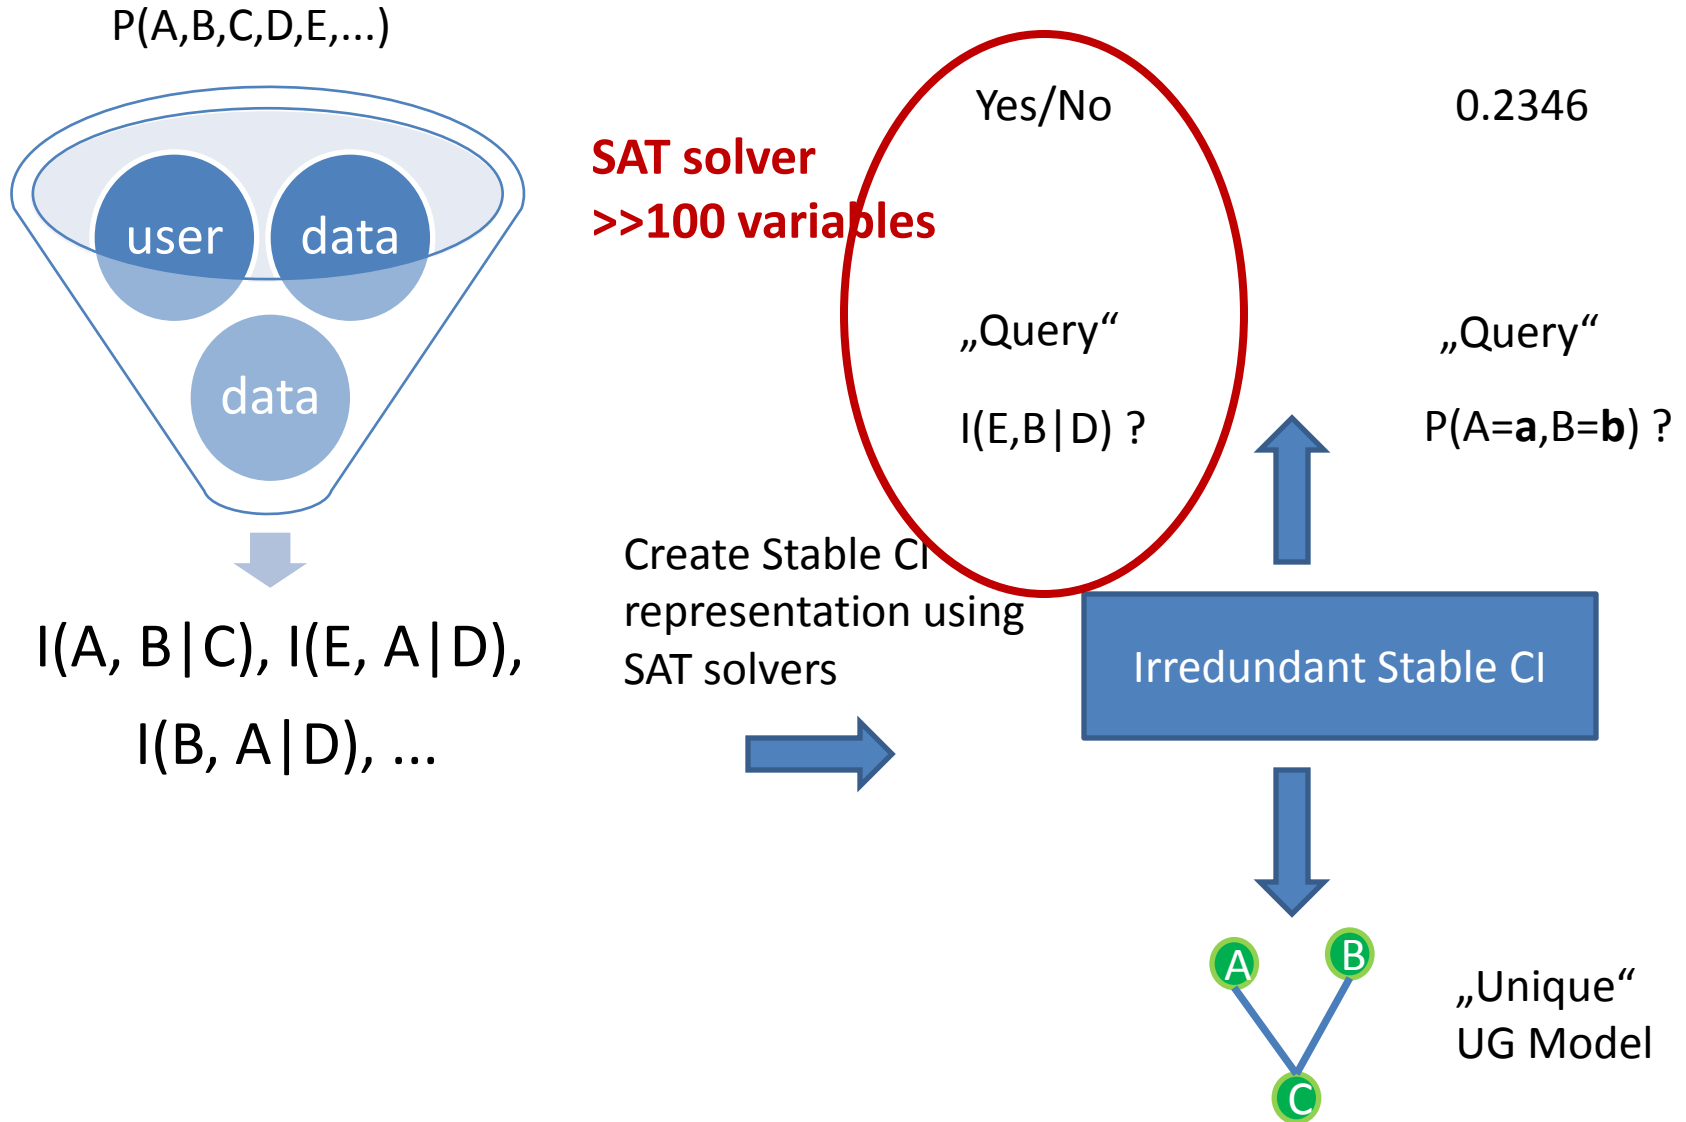 P(A,B,C,D,E,...)
user
data
data
I(A, B|C), I(E, A|D),
I(B, A|D), ...
SAT solver
>>100 variables
Yes/No
„Query“
I(E,B|D) ?
0.2346
„Query“
P(A=a,B=b) ?
Create Stable CI
representation using
SAT solvers
Irredundant Stable CI
A
B
C
„Unique“
UG Model